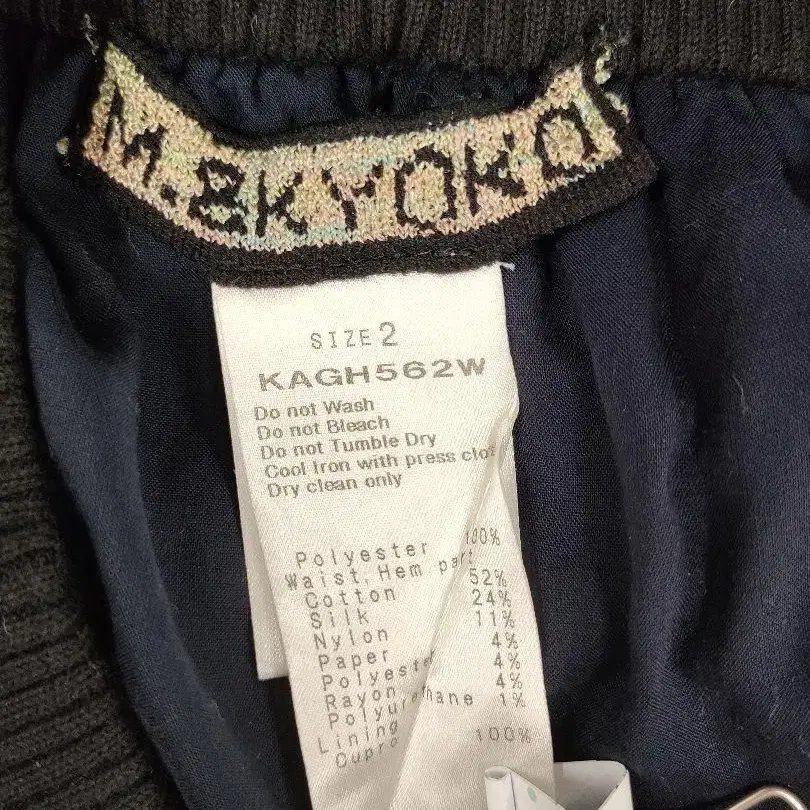 M.&KYOKO
SIZE 2
KAGH562W
Do not Wash
Do not Bleach
Do not Tumble Dry
Cool Iron with press clot
Dry clean only
Polyester 100%
Waist, Hem part
Cotton 52%
Silk 24%
Nylon 11%
Paper 4%
Polyester 4%
Rayon 4%
Polyurethane 1%
Lining
Cupro 100%